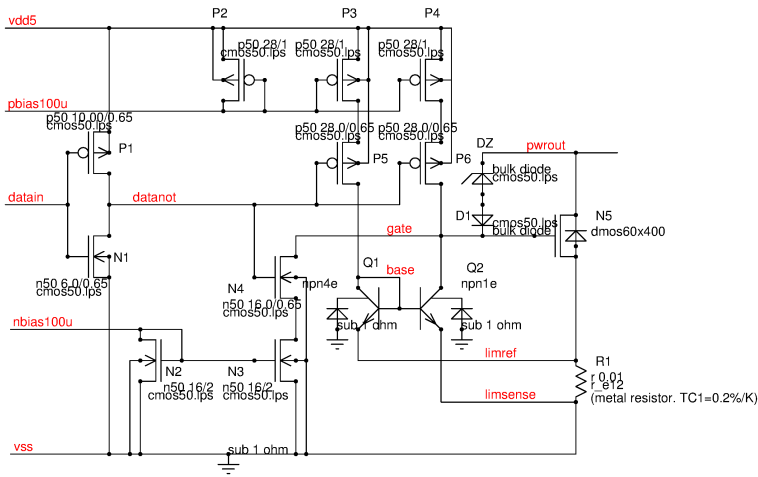 P2
P3
P4
vdd5
p50 28/1
cmos50.lps
p50 28/1
cmos50.lps
p50 28/1
cmos50.lps
pbias100u
p50 10.00/0.65
cmos50.lps
p50 28.0/0.65
cmos50.lps
p50 28.0/0.65
cmos50.lps
P1
P5
P6
DZ
pwrout
bulk diode
cmos50.lps
datain
datanot
D1
cmos50.lps
bulk diode
N5
dmos60x400
gate
N1
n50 6.0/0.65
cmos50.lps
Q1
base
Q2
npn4e
npn1e
N4
n50 16.0/0.65
cmos50.lps
nbias100u
sub 1 ohm
sub 1 ohm
limref
N2
n50 16/2
cmos50.lps
N3
n50 16/2
cmos50.lps
R1
r 0.01
r_e12
(metal resistor. TC1=0.2%/K)
limsense
vss
sub 1 ohm